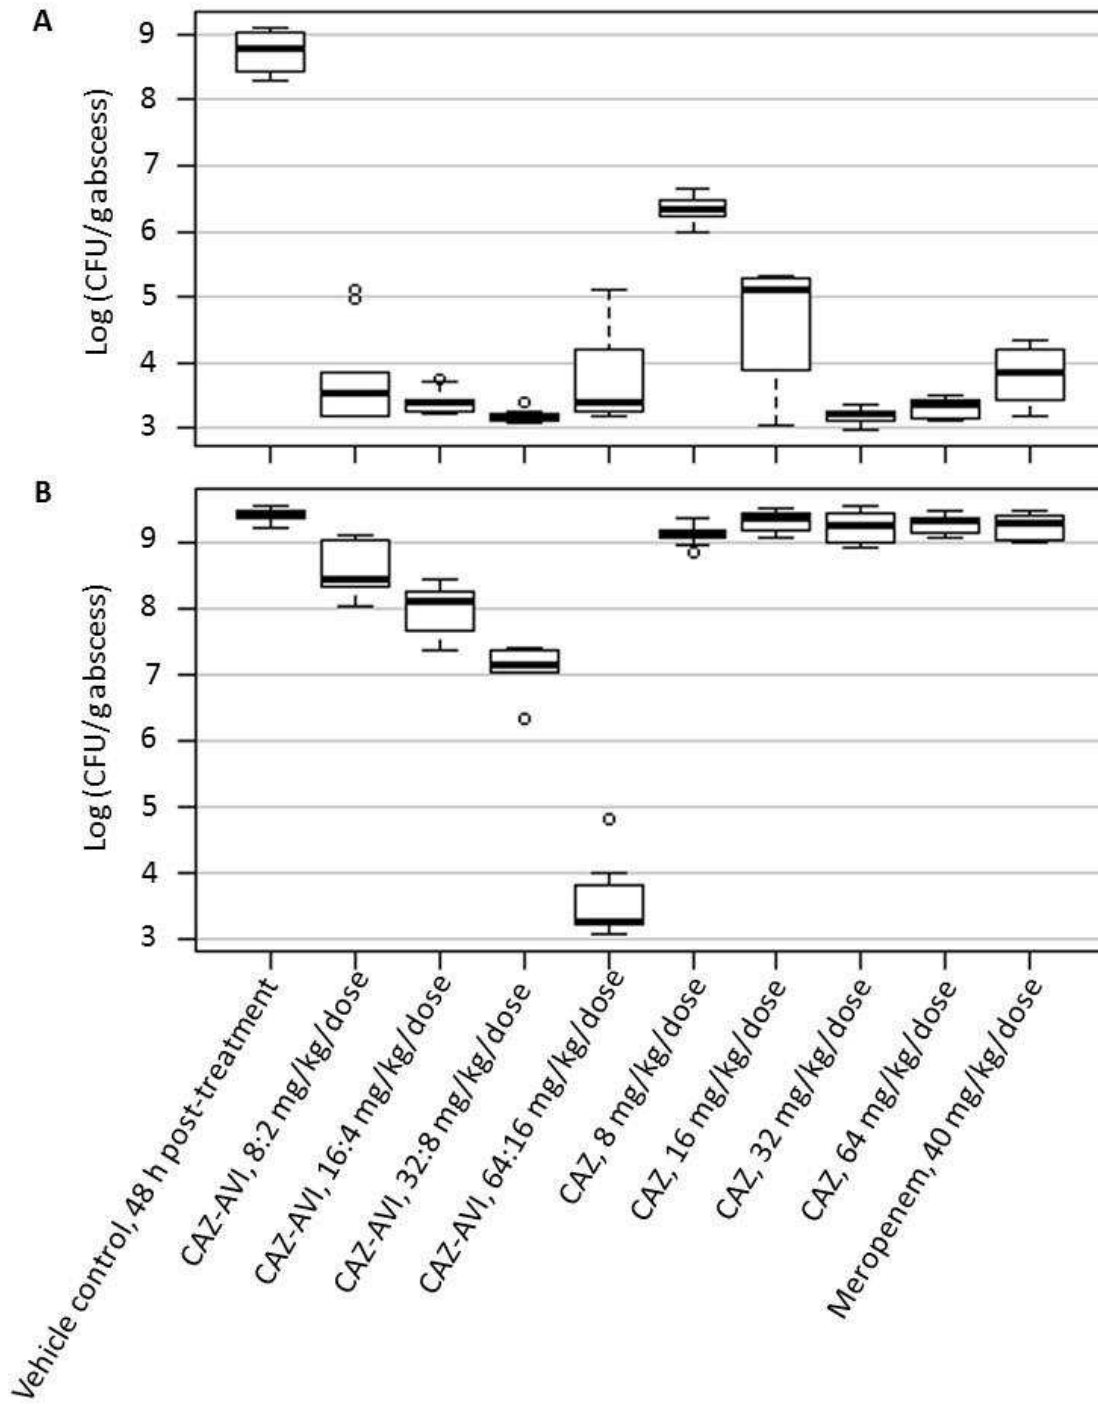 A
9
8
7
6
5
4
3
Log (CFU/gabscess)
B
9
8
7
6
5
4
3
Log (CFU/gabscess)
Vehicle control, 48 h post-treatment
CAZ-AVI, 8:2 mg/kg/dose
CAZ-AVI, 16:4 mg/kg/dose
CAZ-AVI, 32:8 mg/kg/dose
CAZ-AVI, 64:16 mg/kg/dose
CAZ, 8 mg/kg/dose
CAZ, 16 mg/kg/dose
CAZ, 32 mg/kg/dose
CAZ, 64 mg/kg/dose
Meropenem, 40 mg/kg/dose